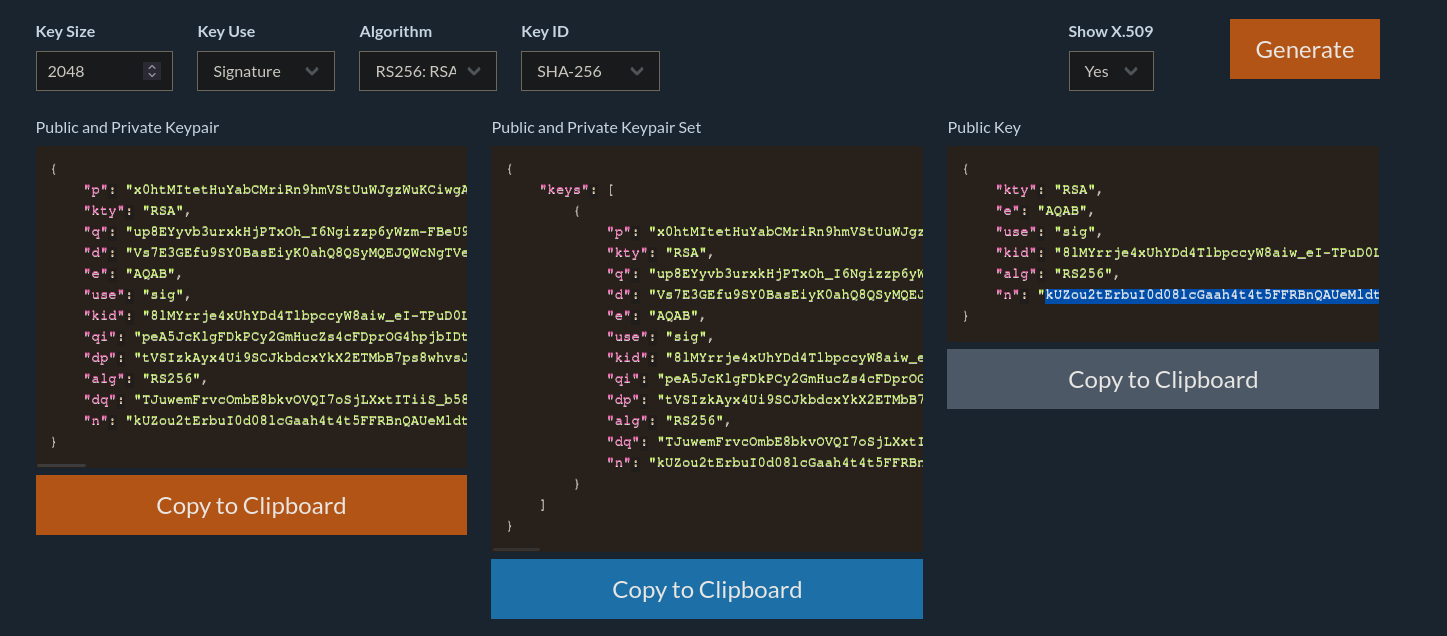 Key Size
Key Use
Algorithm
Key ID
Show X.509
2048
Signature
RS256: RSA
SHA-256
Yes
Generate
Public and Private Keypair
{
"p": "x0htMItetHuYabCMriRn9hmVStUuWJgzWuKCiwgA
"kty": "RSA",
"q": "up8EYyvb3urxkHjPTxOh_I6Ngizzp6yWzm-FBeU9
"d": "Vs7E3GEfu9SY0BasEiyK0ahQ8QSyMQEJQWcNgTVe
"e": "AQAB",
"use": "sig",
"kid": "8lMYrrje4xUhYDd4TlbpccyW8aiw_eI-TPuD0L
"qi": "peA5JcKlgFDkPCy2GmHucZs4cFDprOG4hpjbIDt
"dp": "tVSIzkAyx4Ui9SCJkbdcxYkX2ETMbB7ps8whvsJ
"alg": "RS256",
"dq": "TJuwemFrvcOmbE8bkvOVQI7oSjLXxtITiiS_b58
"n": "kUZou2tErbuI0d08lcGaah4t4t5FFRBnQAUeMldt
}
Copy to Clipboard
Public and Private Keypair Set
{
"keys": [
{
"p": "x0htMItetHuYabCMriRn9hmVStUuWJgz
"kty": "RSA",
"q": "up8EYyvb3urxkHjPTxOh_I6Ngizzp6yW
"d": "Vs7E3GEfu9SY0BasEiyK0ahQ8QSyMQEJ
"e": "AQAB",
"use": "sig",
"kid": "8lMYrrje4xUhYDd4TlbpccyW8aiw_e
"qi": "peA5JcKlgFDkPCy2GmHucZs4cFDprOG
"dp": "tVSIzkAyx4Ui9SCJkbdcxYkX2ETMbB7
"alg": "RS256",
"dq": "TJuwemFrvcOmbE8bkvOVQI7oSjLXxtI
"n": "kUZou2tErbuI0d08lcGaah4t4t5FFRBn
}
]
}
Copy to Clipboard
Public Key
{
"kty": "RSA",
"e": "AQAB",
"use": "sig",
"kid": "8lMYrrje4xUhYDd4TlbpccyW8aiw_eI-TPuD0L
"alg": "RS256",
"n": "kUZou2tErbuI0d08lcGaah4t4t5FFRBnQAUeMldt
}
Copy to Clipboard